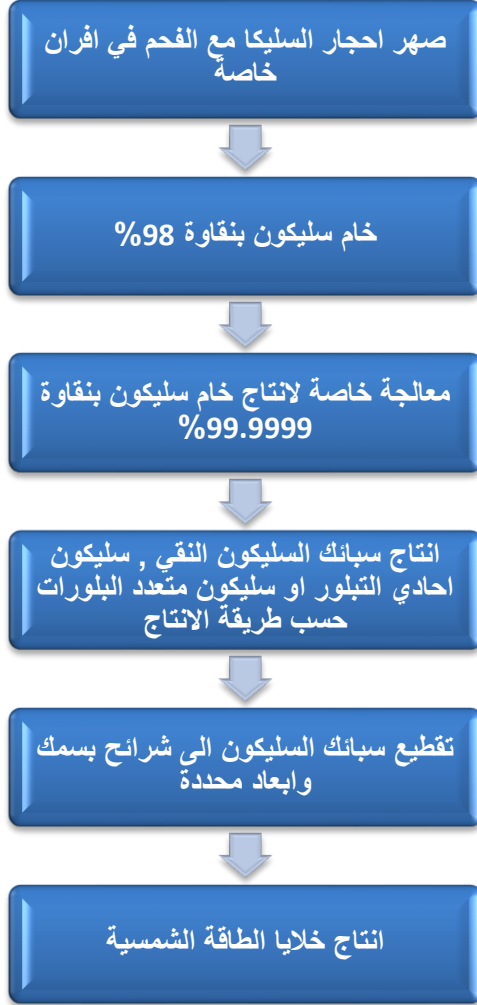 صهر احجار السليكا مع الفحم في افران
خاصة
خام سليكون بنقاوة 98%
معالجة خاصة لانتاج خام سليكون بنقاوة
99.9999%
انتاج سبائك السليكون النقي , سليكون
احادي التبلور او سليكون متعدد البلورات
حسب طريقة الانتاج
تقطيع سبائك السليكون الى شرائح بسمك
وابعاد محددة
انتاج خلايا الطاقة الشمسية